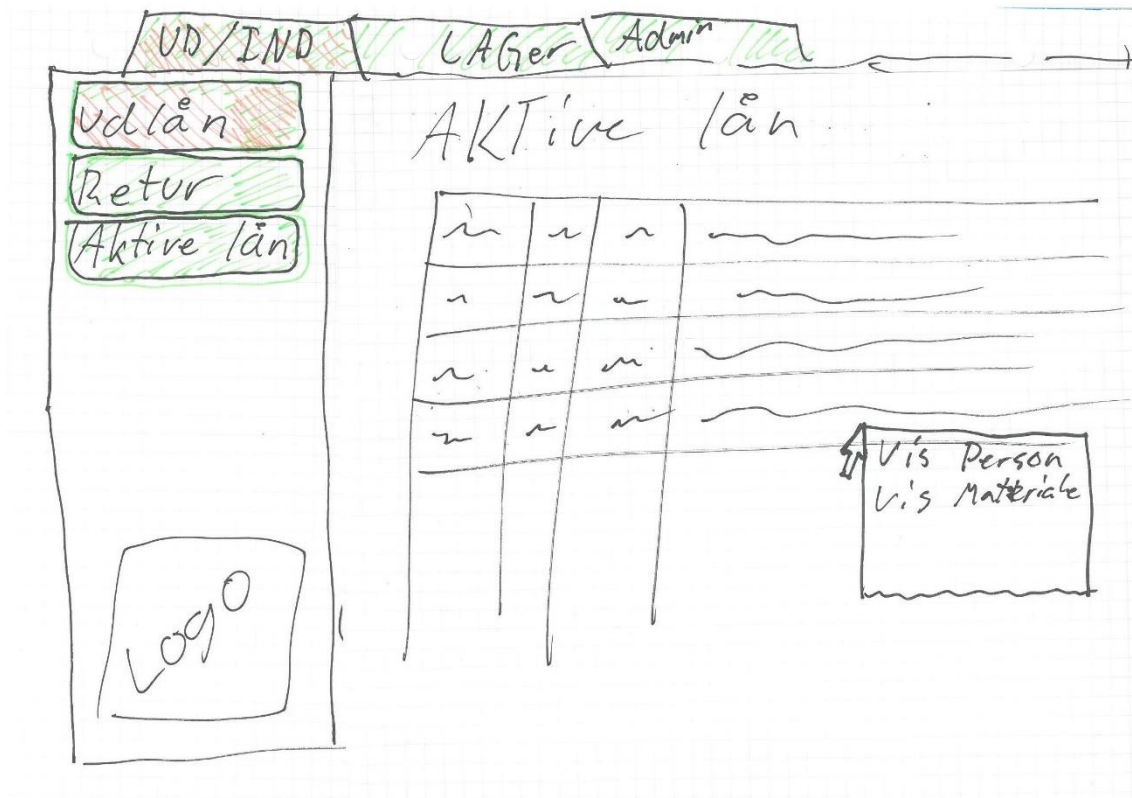 UD/IND
LAGer
Admin
Udlån
Retur
Aktive lån
AKTive lån
Vis Person
Vis Materiale
Logo